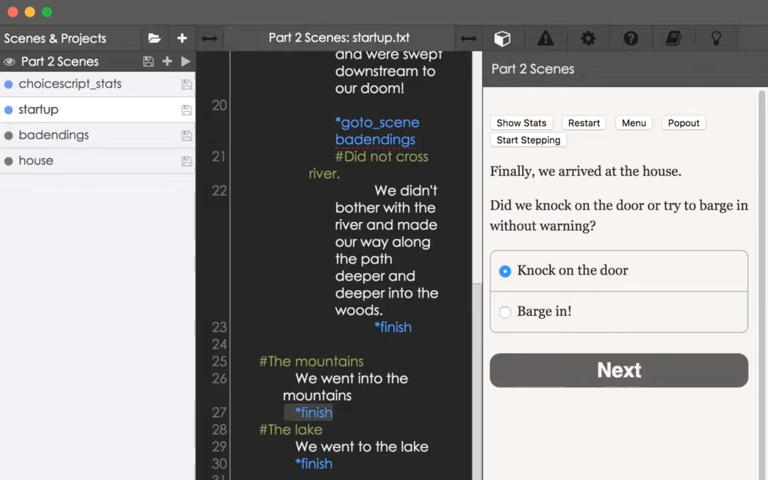 Scenes & Projects
Part 2 Scenes: startup.txt
Part 2 Scenes
choicescript_stats
startup
badendings
house
and were swept
downstream to
our doom!
20
*goto_scene
badendings
21 #Did not cross
river.
22 We didn't
bother with the
river and made
our way along
the path
deeper and
deeper into the
woods.
23 *finish
24
25 #The mountains
26 We went into the
mountains
27 *finish
28 #The lake
29 We went to the lake
30 *finish
Part 2 Scenes
Show Stats Restart Menu Popout
Start Stepping
Finally, we arrived at the house.
Did we knock on the door or try to barge in
without warning?
Knock on the door
Barge in!
Next